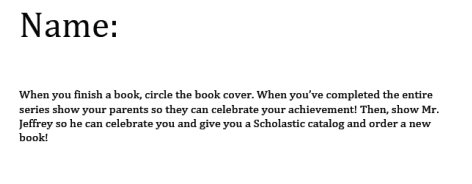 Name:
When you finish a book, circle the book cover. When you've completed the entire
series show your parents so they can celebrate your achievement! Then, show Mr.
Jeffrey so he can celebrate you and give you a Scholastic catalog and order a new
book!